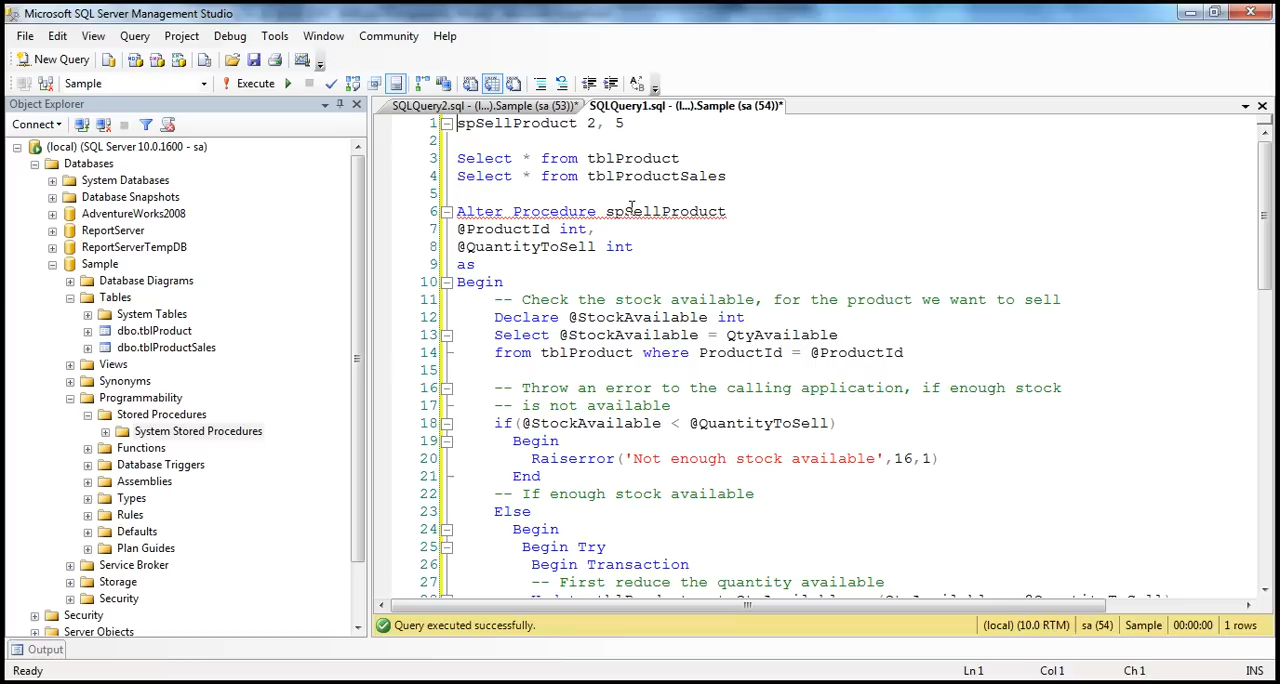 Microsoft SQL Server Management Studio
File Edit View Query Project Debug Tools Window Community Help
New Query
Sample Execute
Object Explorer
SQLQuery2.sql - (l...).Sample (sa (53))* SQLQuery1.sql - (l...).Sample (sa (54))*
Connect
(local) (SQL Server 10.0.1600 - sa)
Databases
System Databases
Database Snapshots
AdventureWorks2008
ReportServer
ReportServerTempDB
Sample
Database Diagrams
Tables
System Tables
dbo.tblProduct
dbo.tblProductSales
Views
Synonyms
Programmability
Stored Procedures
System Stored Procedures
Functions
Database Triggers
Assemblies
Types
Rules
Defaults
Plan Guides
Service Broker
Storage
Security
Security
Server Objects
1 spSellProduct 2, 5
2
3 Select * from tblProduct
4 Select * from tblProductSales
5
6 Alter Procedure spSellProduct
7 @ProductId int,
8 @QuantityToSell int
9 as
10 Begin
11 -- Check the stock available, for the product we want to sell
12 Declare @StockAvailable int
13 Select @StockAvailable = QtyAvailable
14 from tblProduct where ProductId = @ProductId
15
16 -- Throw an error to the calling application, if enough stock
17 -- is not available
18 if(@StockAvailable < @QuantityToSell)
19 Begin
20 Raiserror('Not enough stock available',16,1)
21 End
22 -- If enough stock available
23 Else
24 Begin
25 Begin Try
26 Begin Transaction
27 -- First reduce the quantity available
Query executed successfully. (local) (10.0 RTM) sa (54) Sample 00:00:00 1 rows
Output
Ready Ln 1 Col 1 Ch 1 INS